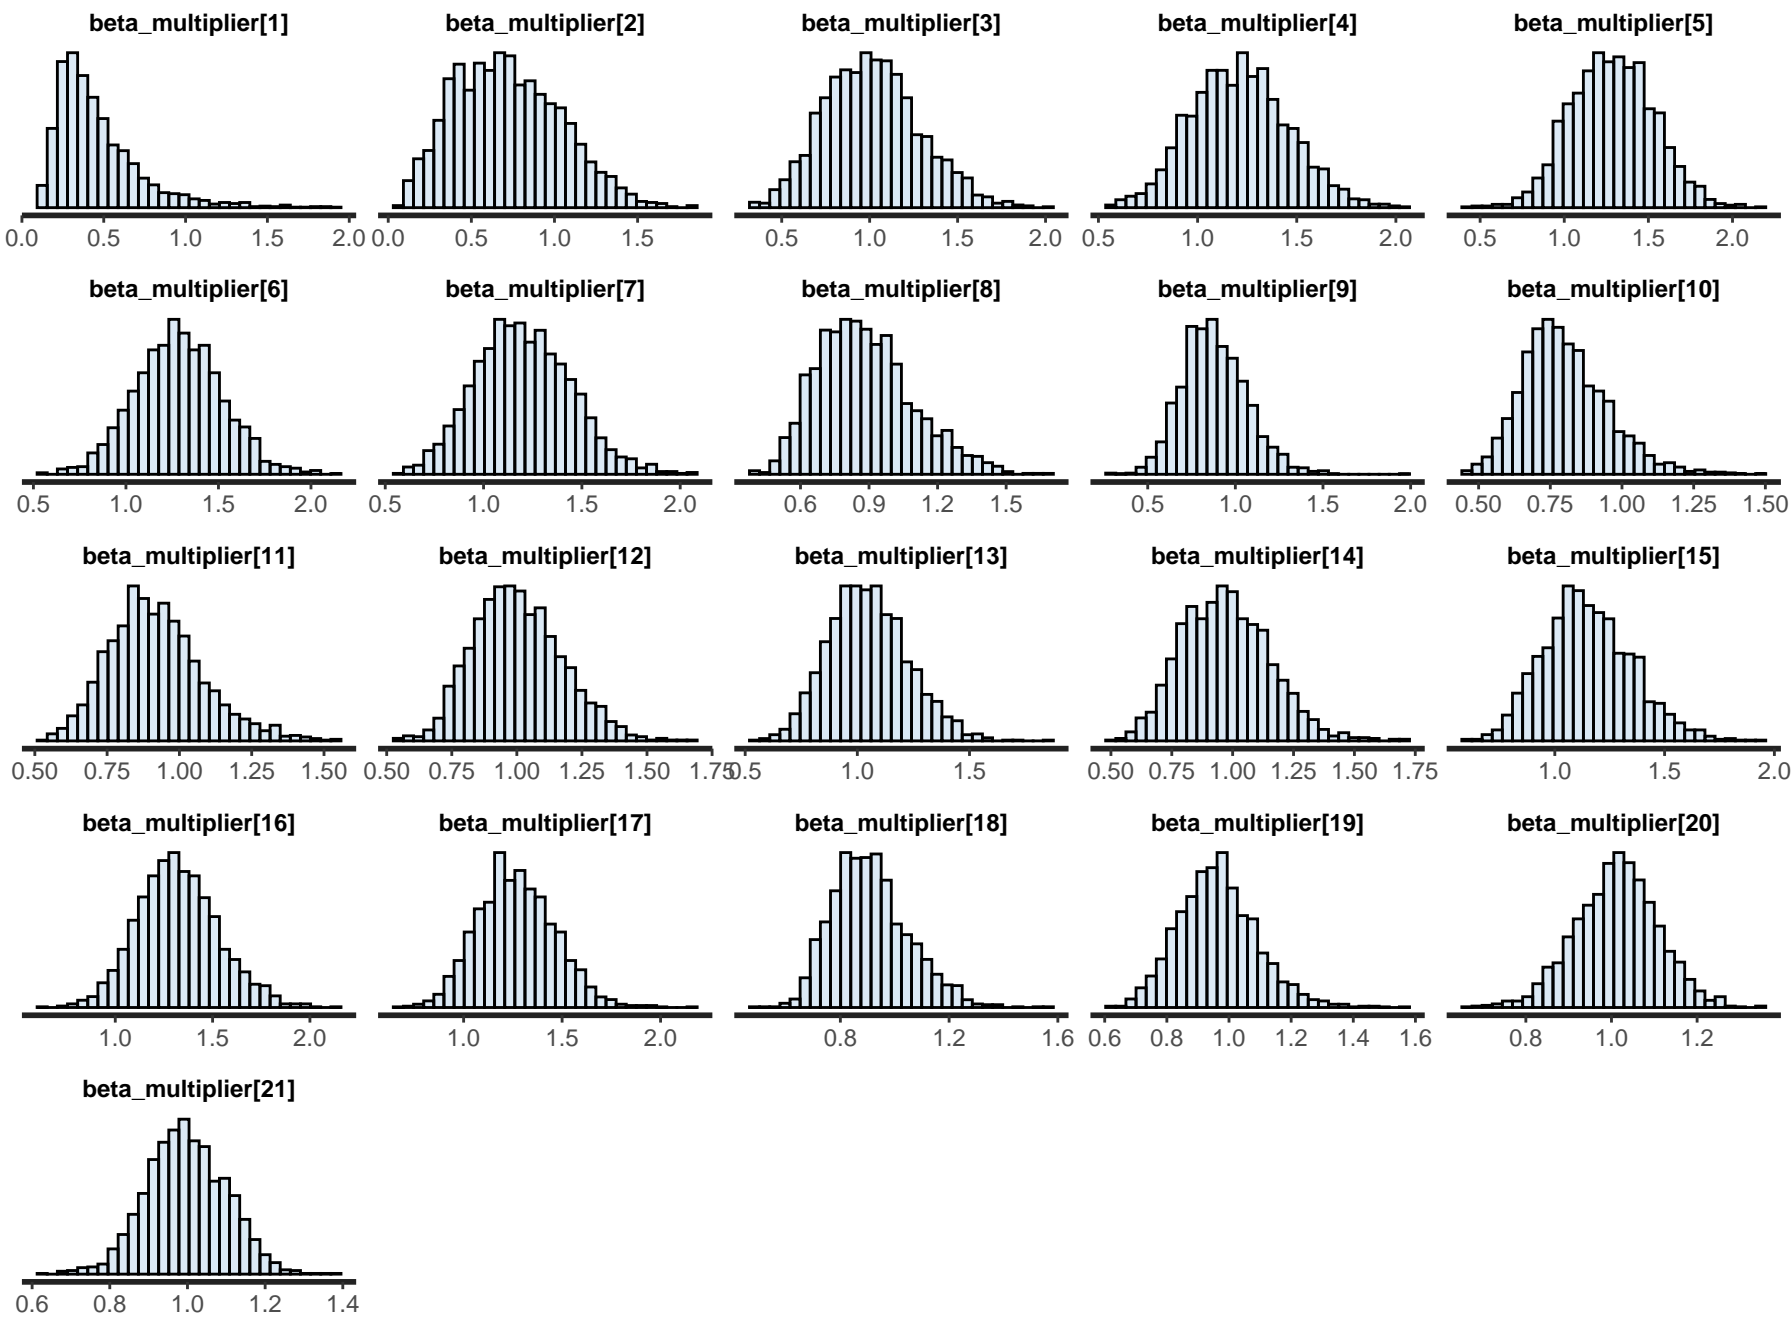 beta_multiplier[1] beta_multiplier[2] beta_multiplier[3] beta_multiplier[4] beta_multiplier[5]
0.0 0.5 1.0 1.5 2.0 0.0 0.5 1.0 1.5 0.5 1.0 1.5 2.0 0.5 1.0 1.5 2.0 0.5 1.0 1.5 2.0
beta_multiplier[6] beta_multiplier[7] beta_multiplier[8] beta_multiplier[9] beta_multiplier[10]
0.5 1.0 1.5 2.0 0.5 1.0 1.5 2.0 0.6 0.9 1.2 1.5 0.5 1.0 1.5 2.0 0.50 0.75 1.00 1.25 1.50
beta_multiplier[11] beta_multiplier[12] beta_multiplier[13] beta_multiplier[14] beta_multiplier[15]
0.50 0.75 1.00 1.25 1.50 0.50 0.75 1.00 1.25 1.50 1.75 0.5 1.0 1.5 0.50 0.75 1.00 1.25 1.50 1.75 1.0 1.5 2.0
beta_multiplier[16] beta_multiplier[17] beta_multiplier[18] beta_multiplier[19] beta_multiplier[20]
1.0 1.5 2.0 1.0 1.5 2.0 0.8 1.2 1.6 0.6 0.8 1.0 1.2 1.4 1.6 0.8 1.0 1.2
beta_multiplier[21]
0.6 0.8 1.0 1.2 1.4